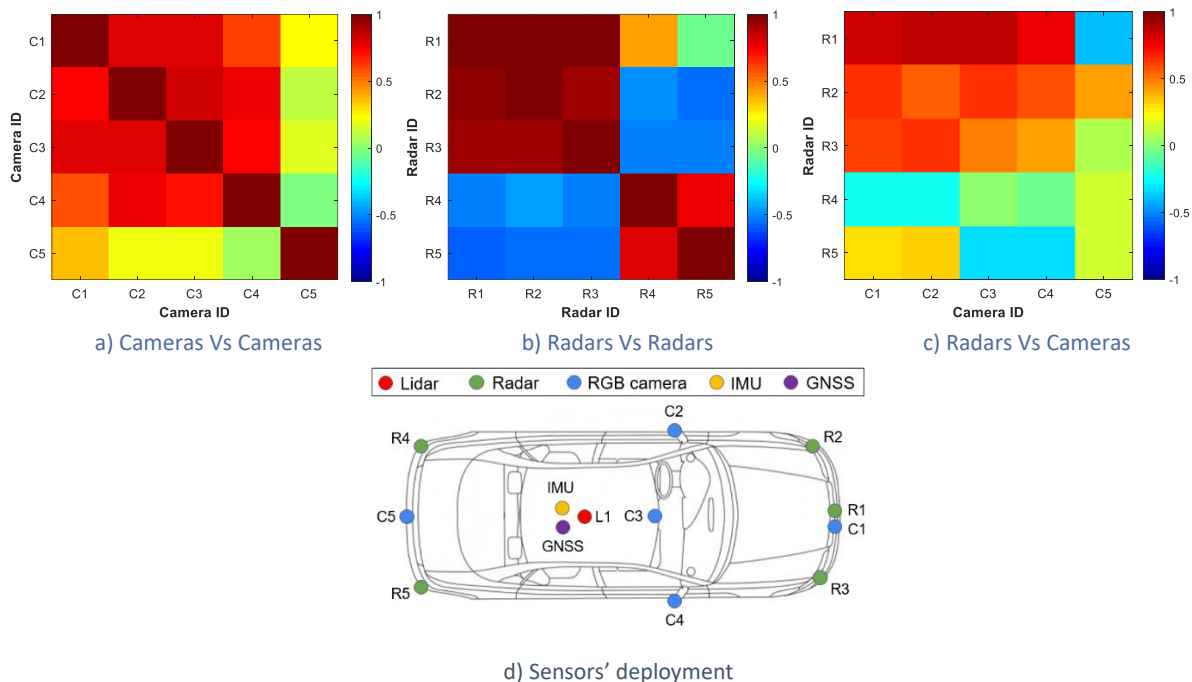 C1
C2
C3
C4
C5
Camera ID
C1 C2 C3 C4 C5
Camera ID
1
0.5
0
-0.5
-1
a) Cameras Vs Cameras
R1
R2
R3
R4
R5
Radar ID
R1 R2 R3 R4 R5
Radar ID
1
0.5
0
-0.5
-1
b) Radars Vs Radars
R1
R2
R3
R4
R5
Radar ID
C1 C2 C3 C4 C5
Camera ID
1
0.5
0
-0.5
-1
c) Radars Vs Cameras
Lidar Radar RGB camera IMU GNSS
C2
R4 R2
IMU
C5 L1 C3 R1
C1
GNSS
R5 R3
C4
d) Sensors’ deployment